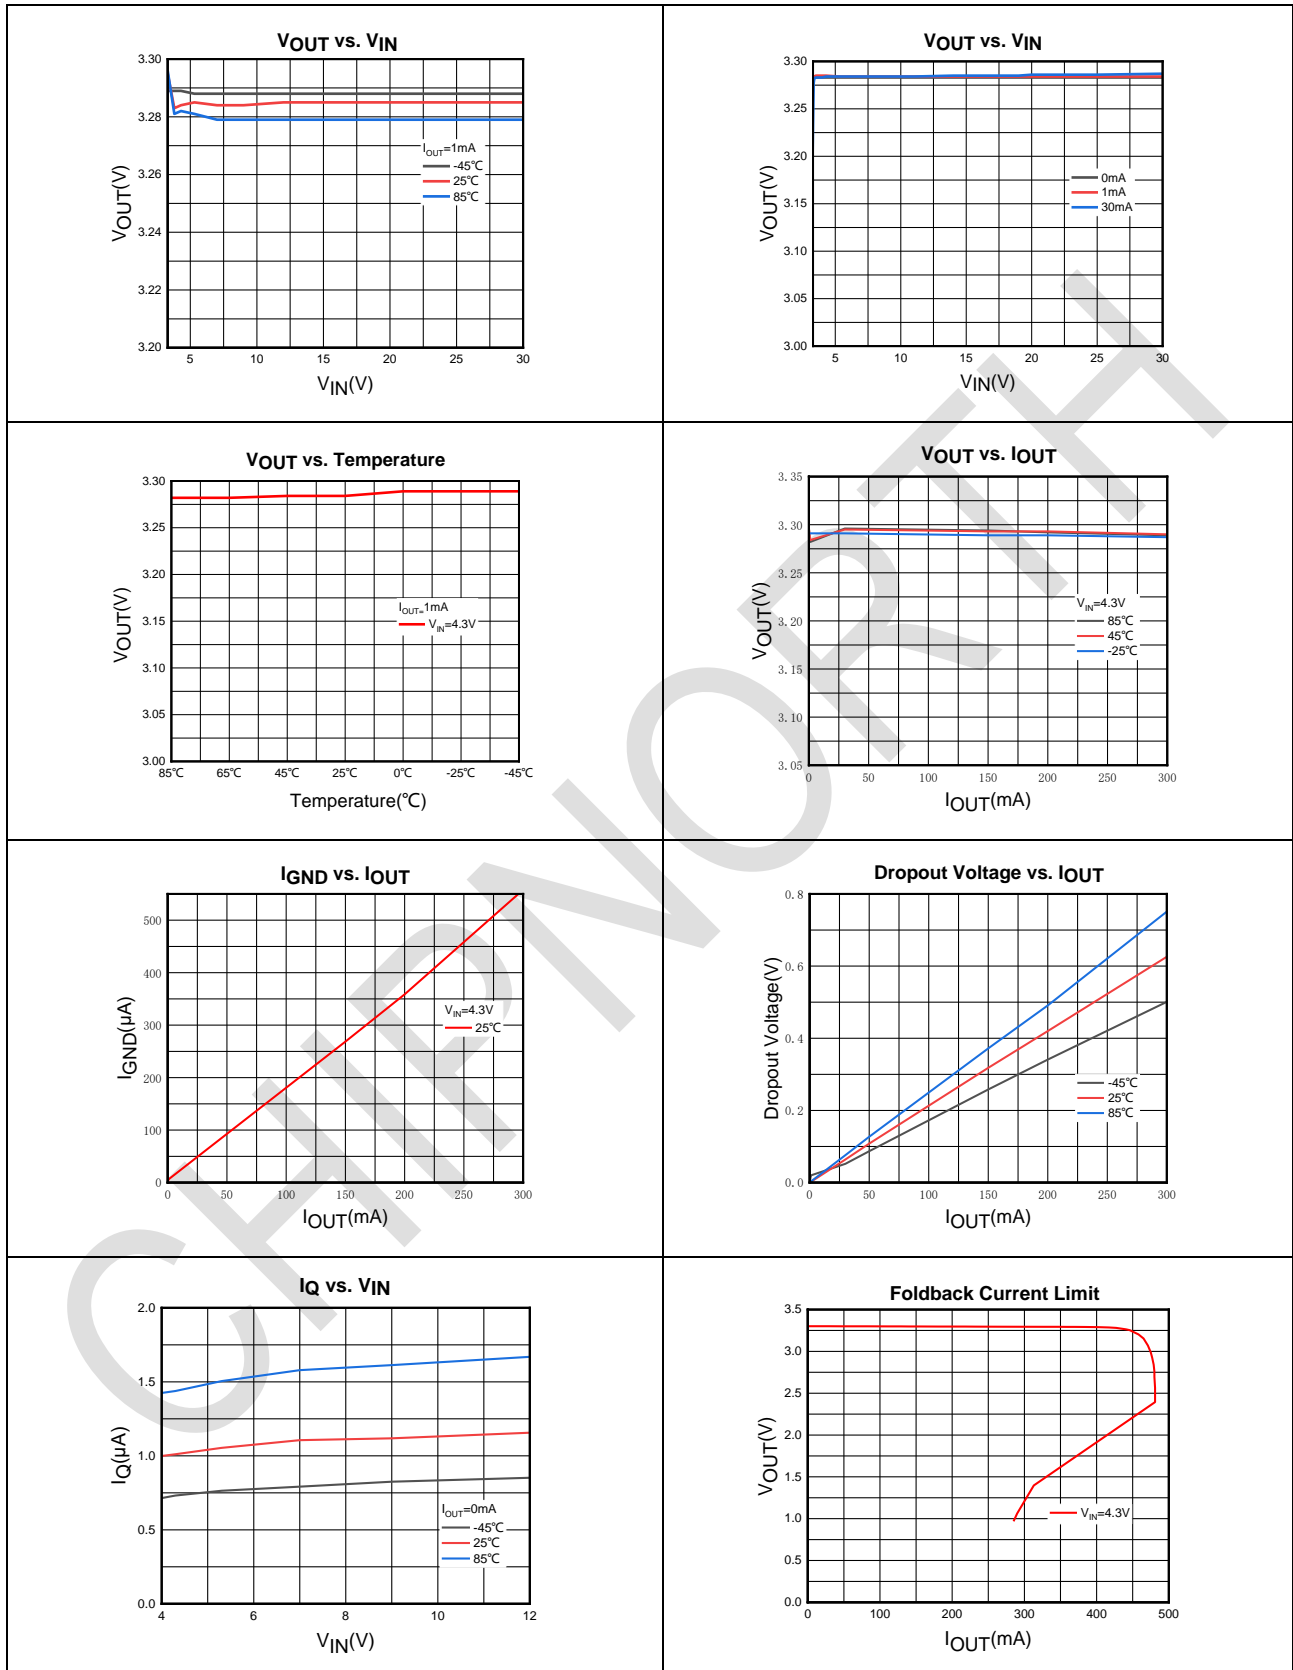 VOUT vs. VIN
3.30
3.28
3.26
3.24
3.22
3.20
VOUT(V)
IOUT=1mA
-45℃
25℃
85℃
5 10 15 20 25 30
VIN(V)
VOUT vs. VIN
3.30
3.25
3.20
3.15
3.10
3.05
3.00
VOUT(V)
0mA
1mA
30mA
5 10 15 20 25 30
VIN(V)
VOUT vs. Temperature
3.30
3.25
3.20
3.15
3.10
3.05
3.00
VOUT(V)
IOUT=1mA
VIN=4.3V
85℃ 65℃ 45℃ 25℃ 0℃ -25℃ -45℃
Temperature(℃)
VOUT vs. IOUT
3.35
3.30
3.25
3.20
3.15
3.10
3.05
VOUT(V)
VIN=4.3V
85℃
45℃
-25℃
0 50 100 150 200 250 300
IOUT(mA)
IGND vs. IOUT
500
400
300
200
100
0
IGND(µA)
VIN=4.3V
25℃
0 50 100 150 200 250 300
IOUT(mA)
Dropout Voltage vs. IOUT
0.8
0.6
0.4
0.2
0.0
Dropout Voltage(V)
-45℃
25℃
85℃
0 50 100 150 200 250 300
IOUT(mA)
IQ vs. VIN
2.0
1.5
1.0
0.5
0.0
IQ(µA)
IOUT=0mA
-45℃
25℃
85℃
4 6 8 10 12
VIN(V)
Foldback Current Limit
3.5
3.0
2.5
2.0
1.5
1.0
0.5
0.0
VOUT(V)
VIN=4.3V
0 100 200 300 400 500
IOUT(mA)
CHIPNORTH